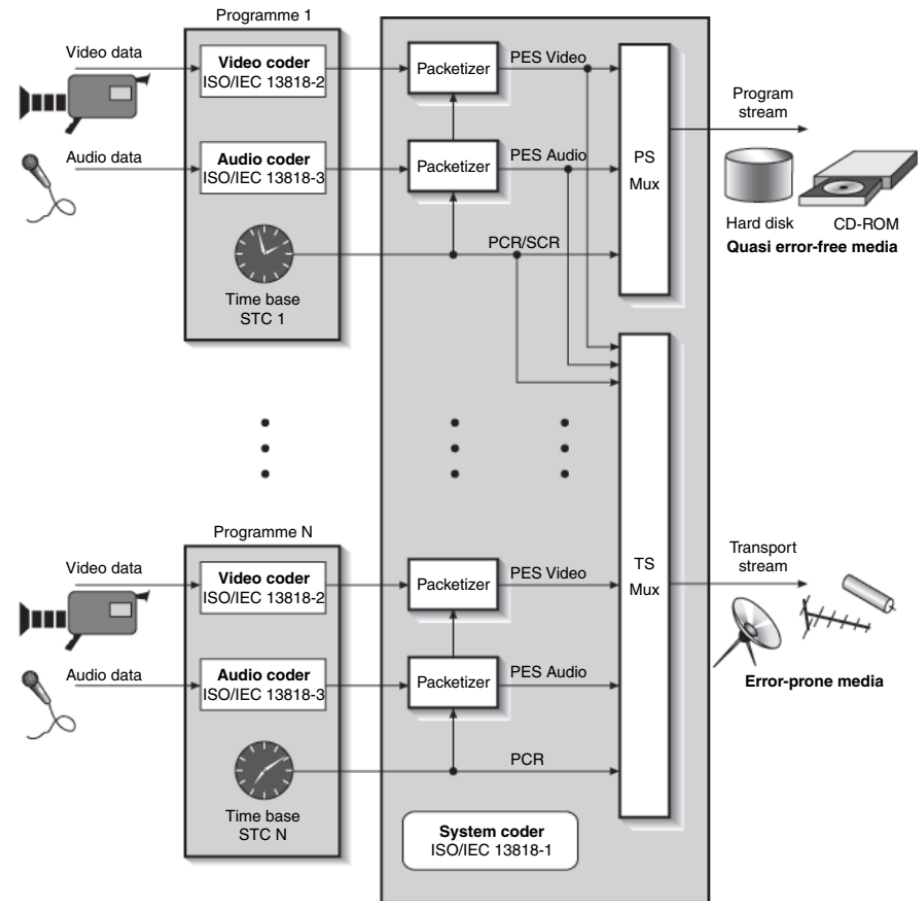 Programme 1
Video data
Video coder
ISO/IEC 13818-2
Packetizer
PES Video
Audio data
Audio coder
ISO/IEC 13818-3
Packetizer
PES Audio
PS
Mux
Program
stream
Hard disk
CD-ROM
Quasi error-free media
PCR/SCR
Time base
STC 1
Programme N
Video data
Video coder
ISO/IEC 13818-2
Packetizer
PES Video
TS
Mux
Transport
stream
Audio data
Audio coder
ISO/IEC 13818-3
Packetizer
PES Audio
Error-prone media
PCR
Time base
STC N
System coder
ISO/IEC 13818-1